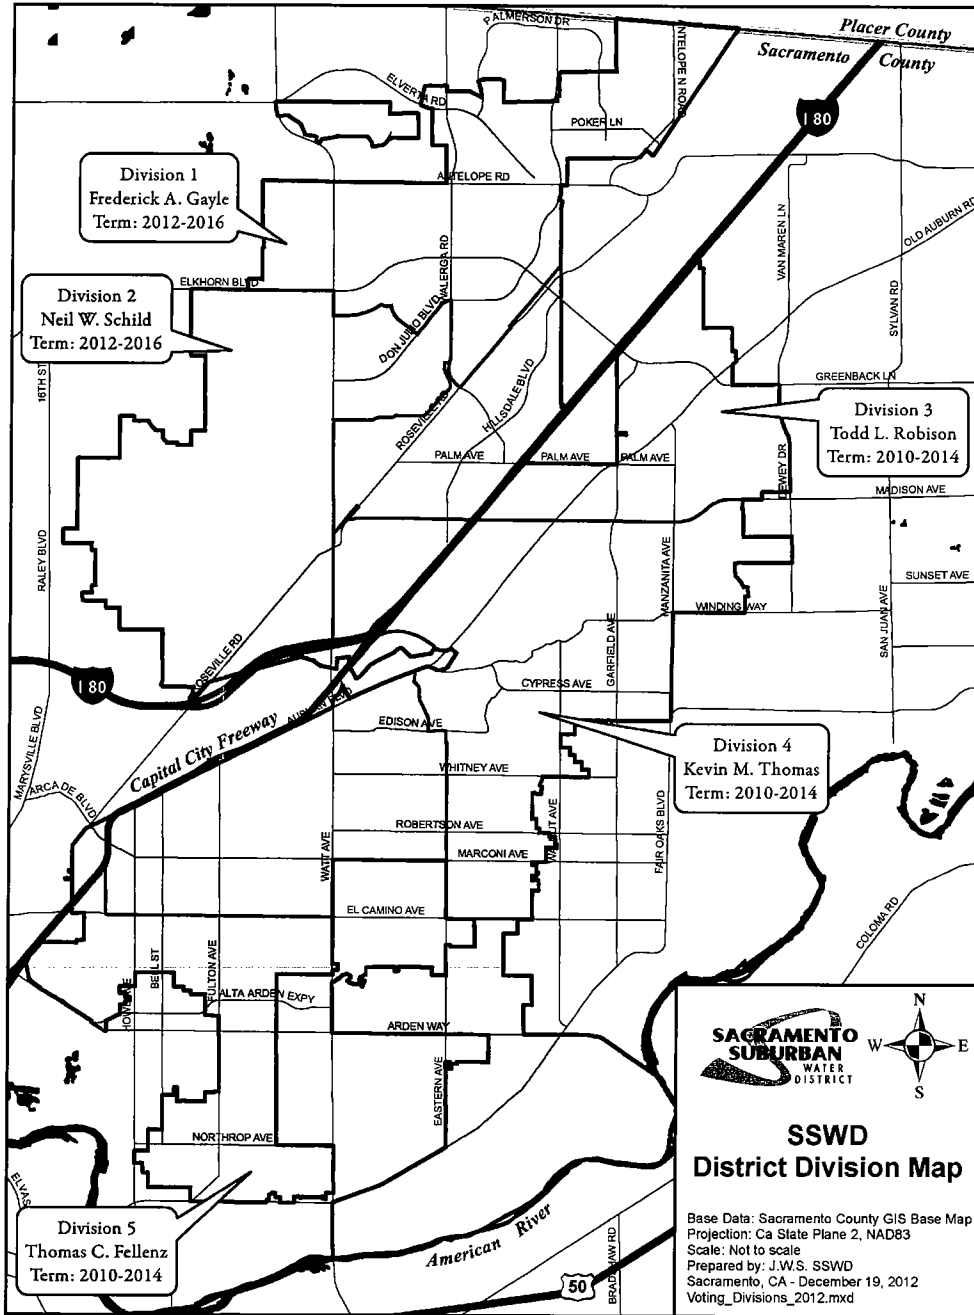 PALMERSON DR
Placer County
Sacramento County
ELVERTA RD
I 80
POKER LN
Division 1
Frederick A. Gayle
Term: 2012-2016
ANTELOPE RD
VAN MAREN LN
OLD AUBURN RD
ELKHORN BLVD
WALERGA RD
SYLVAN RD
Division 2
Neil W. Schild
Term: 2012-2016
DON JULIO BLVD
16TH ST
HILLSDALE BLVD
GREENBACK LN
ROSEVILLE RD
Division 3
Todd L. Robison
Term: 2010-2014
PALM AVE
PALM AVE
PALM AVE
DEWEY DR
MADISON AVE
RALEY BLVD
MANZANITA AVE
SUNSET AVE
WINDING WAY
SAN JUAN AVE
GARFIELD AVE
ROSEVILLE RD
I 80
CYPRESS AVE
AUBURN BLVD
EDISON AVE
Capital City Freeway
MARYSVILLE BLVD
Division 4
Kevin M. Thomas
Term: 2010-2014
WHITNEY AVE
ARCADE BLVD
ROBERTSON AVE
WALNUT AVE
MARCONI AVE
WATT AVE
FAIR OAKS BLVD
EL CAMINO AVE
COLOMA RD
BELL ST
FULTON AVE
HOWE AVE
ALTA ARDEN EXPY
ARDEN WAY
EASTERN AVE
NORTHROP AVE
Division 5
Thomas C. Fellenz
Term: 2010-2014
American River
BRADSHAW RD
50
N
W E
S
SACRAMENTO
SUBURBAN
WATER
DISTRICT
SSWD
District Division Map
Base Data: Sacramento County GIS Base Map
Projection: Ca State Plane 2, NAD83
Scale: Not to scale
Prepared by: J.W.S. SSWD
Sacramento, CA - December 19, 2012
Voting_Divisions_2012.mxd